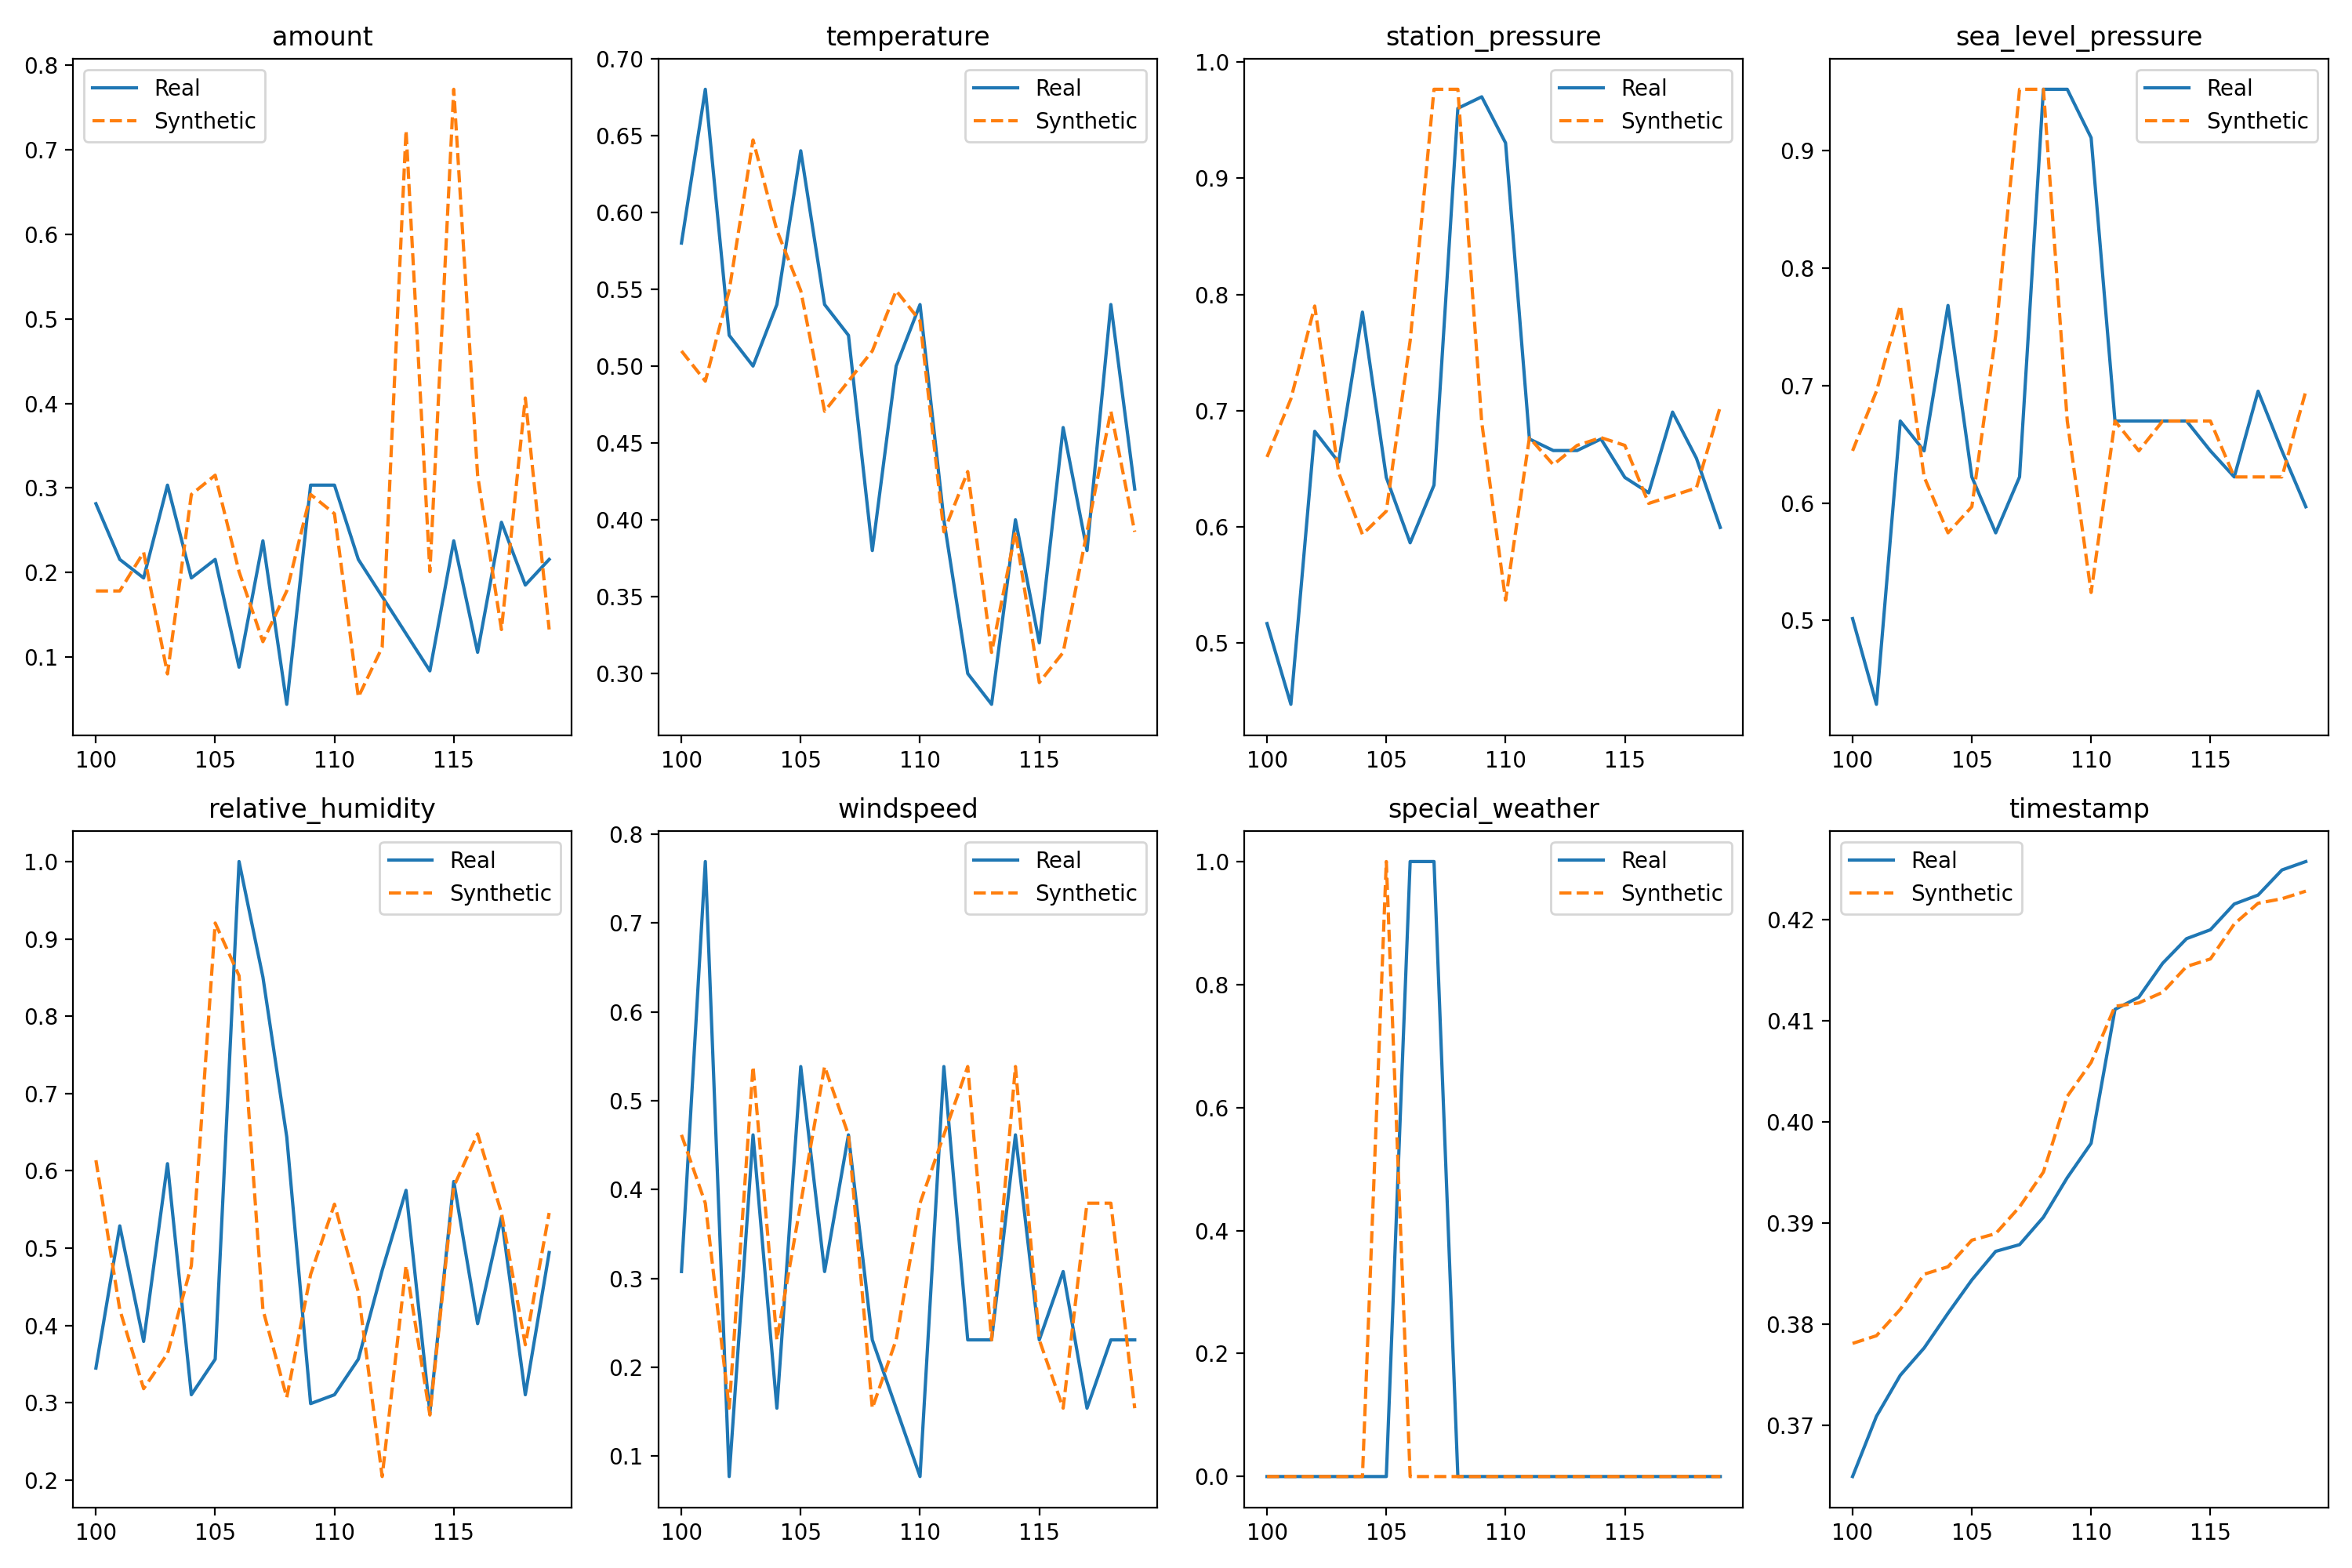 amount
0.8
0.7
0.6
0.5
0.4
0.3
0.2
0.1
100 105 110 115
Real
Synthetic
temperature
0.70
0.65
0.60
0.55
0.50
0.45
0.40
0.35
0.30
100 105 110 115
Real
Synthetic
station_pressure
1.0
0.9
0.8
0.7
0.6
0.5
100 105 110 115
Real
Synthetic
sea_level_pressure
0.9
0.8
0.7
0.6
0.5
100 105 110 115
Real
Synthetic
relative_humidity
1.0
0.9
0.8
0.7
0.6
0.5
0.4
0.3
0.2
100 105 110 115
Real
Synthetic
windspeed
0.8
0.7
0.6
0.5
0.4
0.3
0.2
0.1
100 105 110 115
Real
Synthetic
special_weather
1.0
0.8
0.6
0.4
0.2
0.0
100 105 110 115
Real
Synthetic
timestamp
0.42
0.41
0.40
0.39
0.38
0.37
100 105 110 115
Real
Synthetic